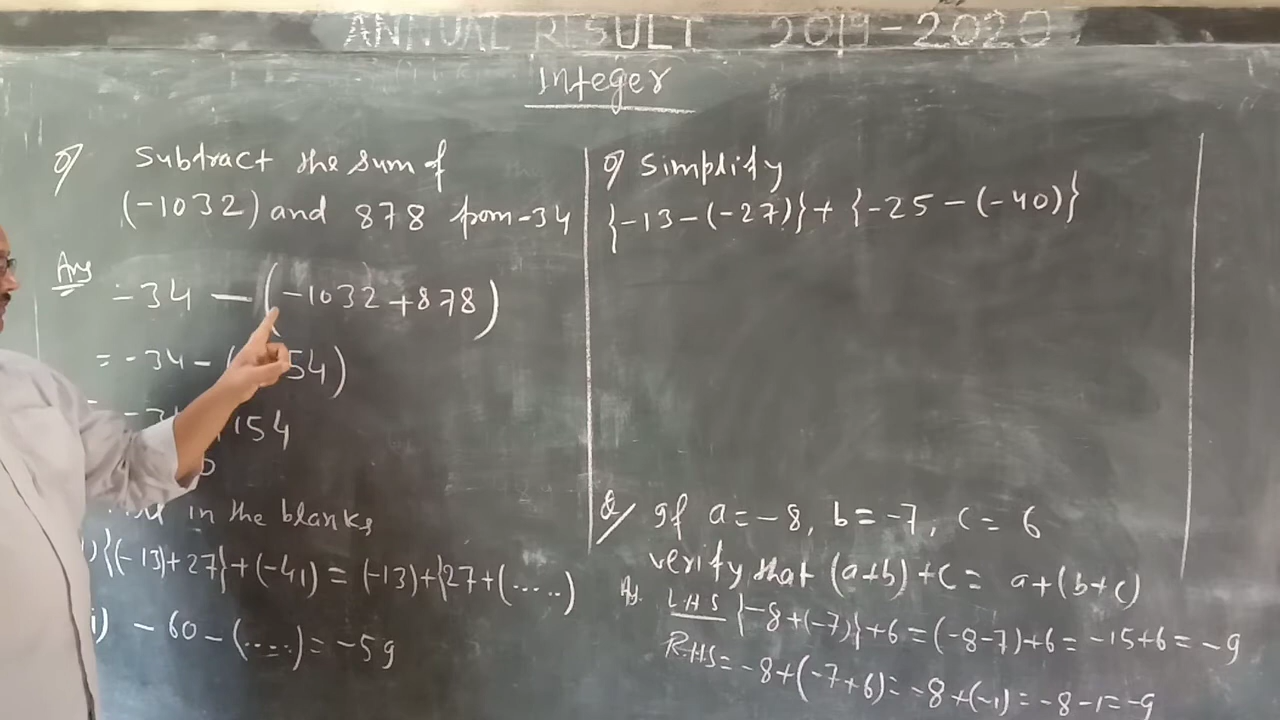 ANNUAL RESULT 2019-2020
Integer
Q/ Subtract the sum of
(-1032) and 878 from -34
Ans
-34 - (-1032 + 878)
= -34 - ( 54)
154
in the blanks
i) {(-13)+27}+(-41) = (-13)+{27+(.....)
i) -60-(.....) = -59
Q/ Simplify
{-13-(-27)}+{-25-(-40)}
Q/ If a=-8, b=-7, c=6
verify that (a+b)+c= a+(b+c)
Ans. LHS {-8+(-7)}+6=(-8-7)+6=-15+6=-9
RHS=-8+(-7+6)=-8+(-1)=-8-1=-9